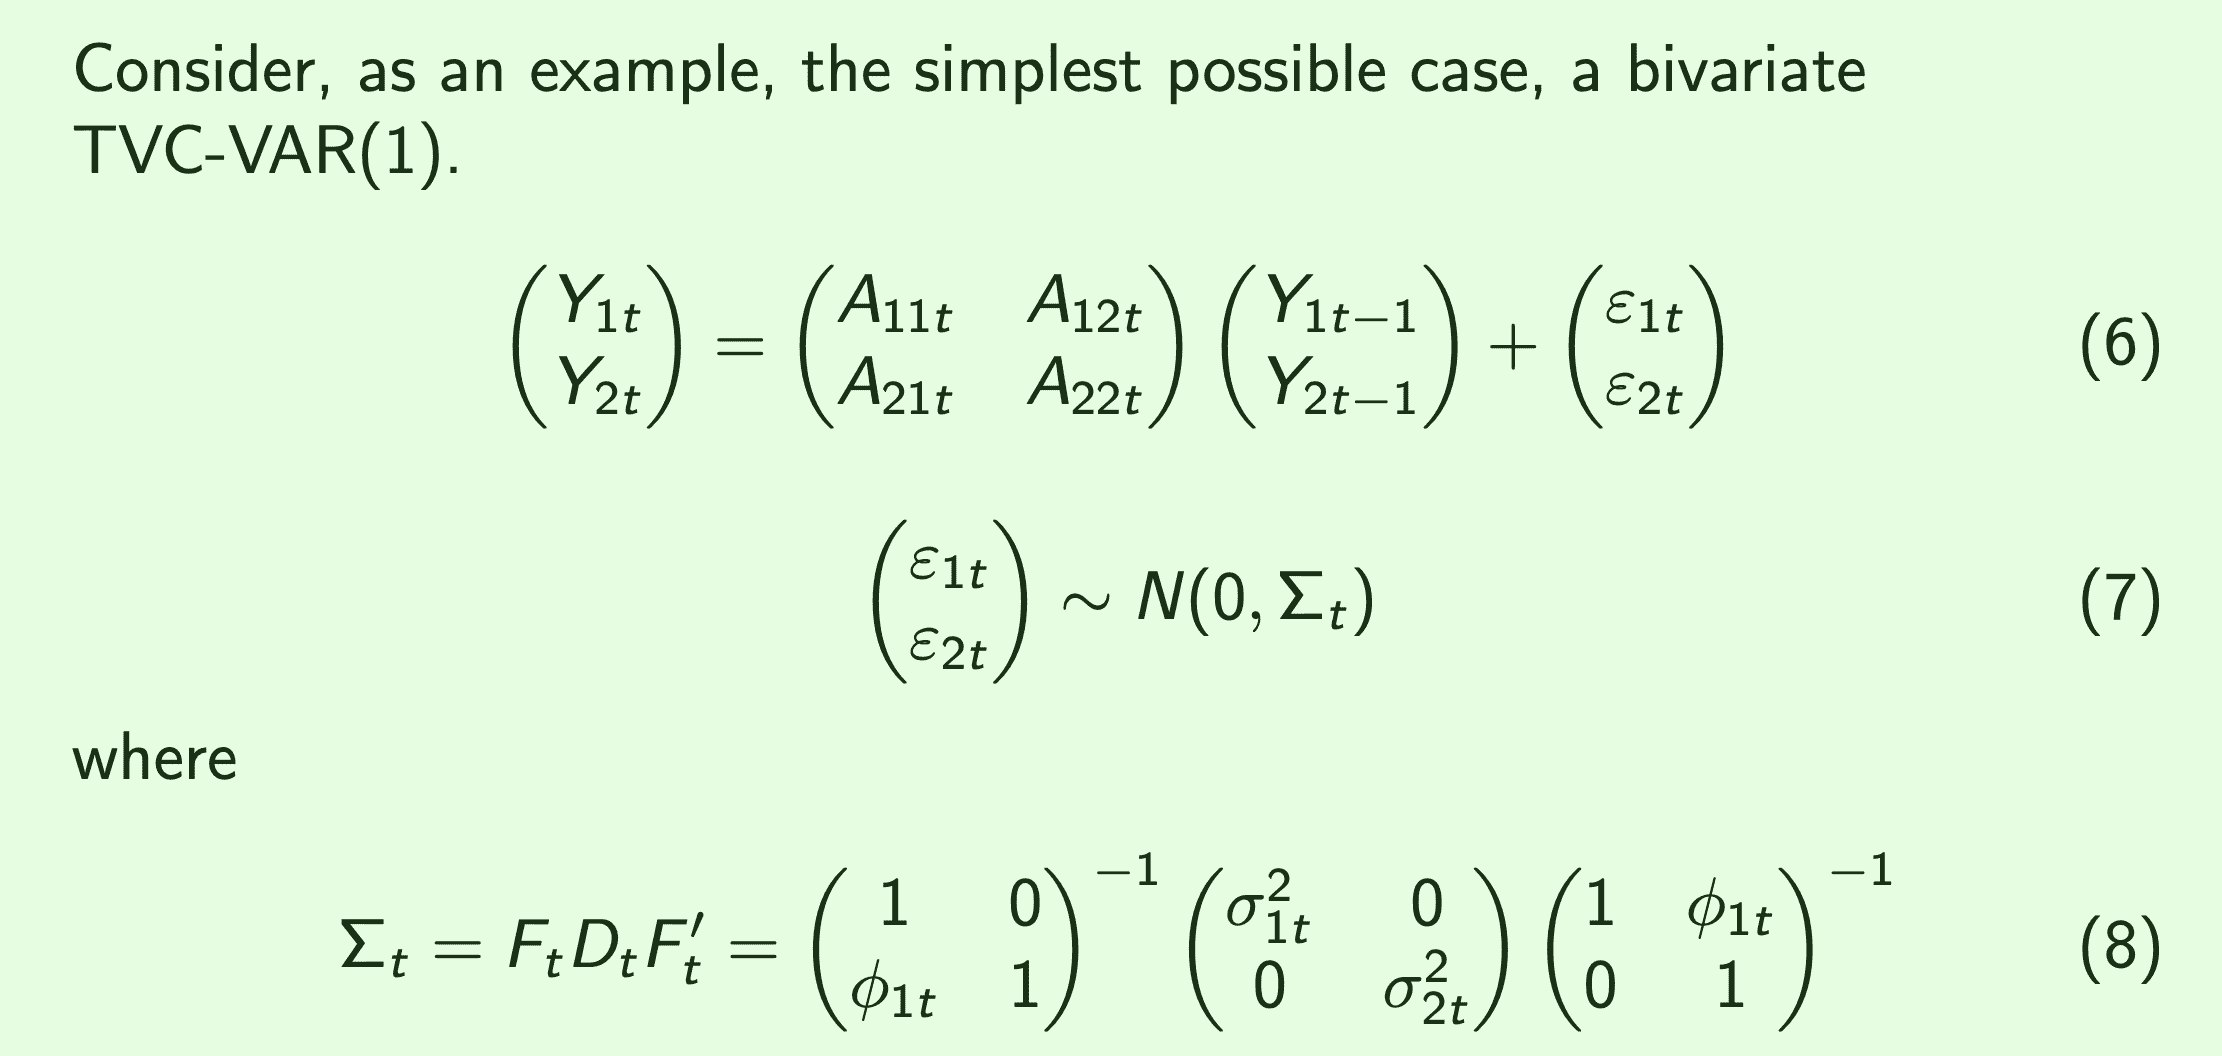 Consider, as an example, the simplest possible case, a bivariate
TVC-VAR(1).
\begin{pmatrix} Y_{1t} \\ Y_{2t} \end{pmatrix} = \begin{pmatrix} A_{11t} & A_{12t} \\ A_{21t} & A_{22t} \end{pmatrix} \begin{pmatrix} Y_{1t-1} \\ Y_{2t-1} \end{pmatrix} + \begin{pmatrix} \varepsilon_{1t} \\ \varepsilon_{2t} \end{pmatrix} (6)
\begin{pmatrix} \varepsilon_{1t} \\ \varepsilon_{2t} \end{pmatrix} \sim N(0, \Sigma_t) (7)
where
\Sigma_t = F_t D_t F_t' = \begin{pmatrix} 1 & 0 \\ \phi_{1t} & 1 \end{pmatrix}^{-1} \begin{pmatrix} \sigma_{1t}^2 & 0 \\ 0 & \sigma_{2t}^2 \end{pmatrix} \begin{pmatrix} 1 & \phi_{1t} \\ 0 & 1 \end{pmatrix}^{-1} (8)